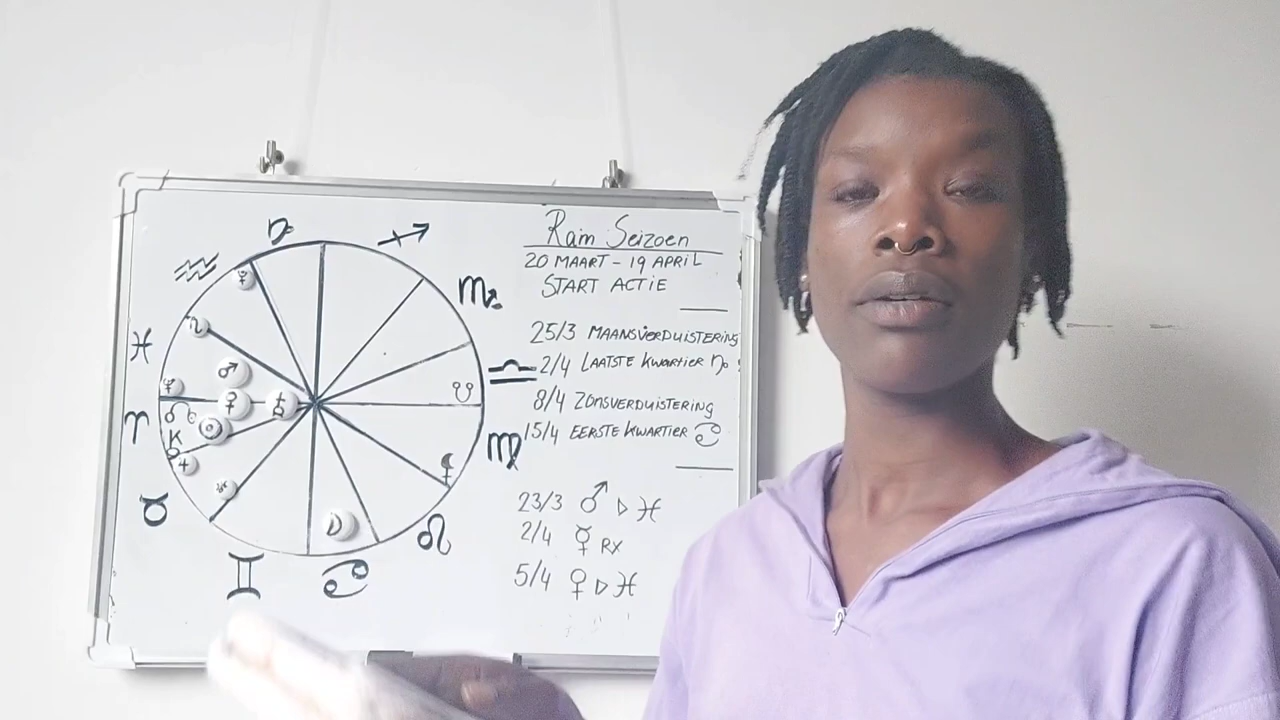 Ram Seizoen
20 MAART - 19 APRIL
START ACTIE
25/3 MAANSVERDUISTERING
2/4 LAATSTE KWARTIER ♑
8/4 ZONSVERDUISTERING
15/4 EERSTE KWARTIER ♋
23/3 ♂ ▷ ♓
2/4 ☿ RX
5/4 ♀ ▷ ♓